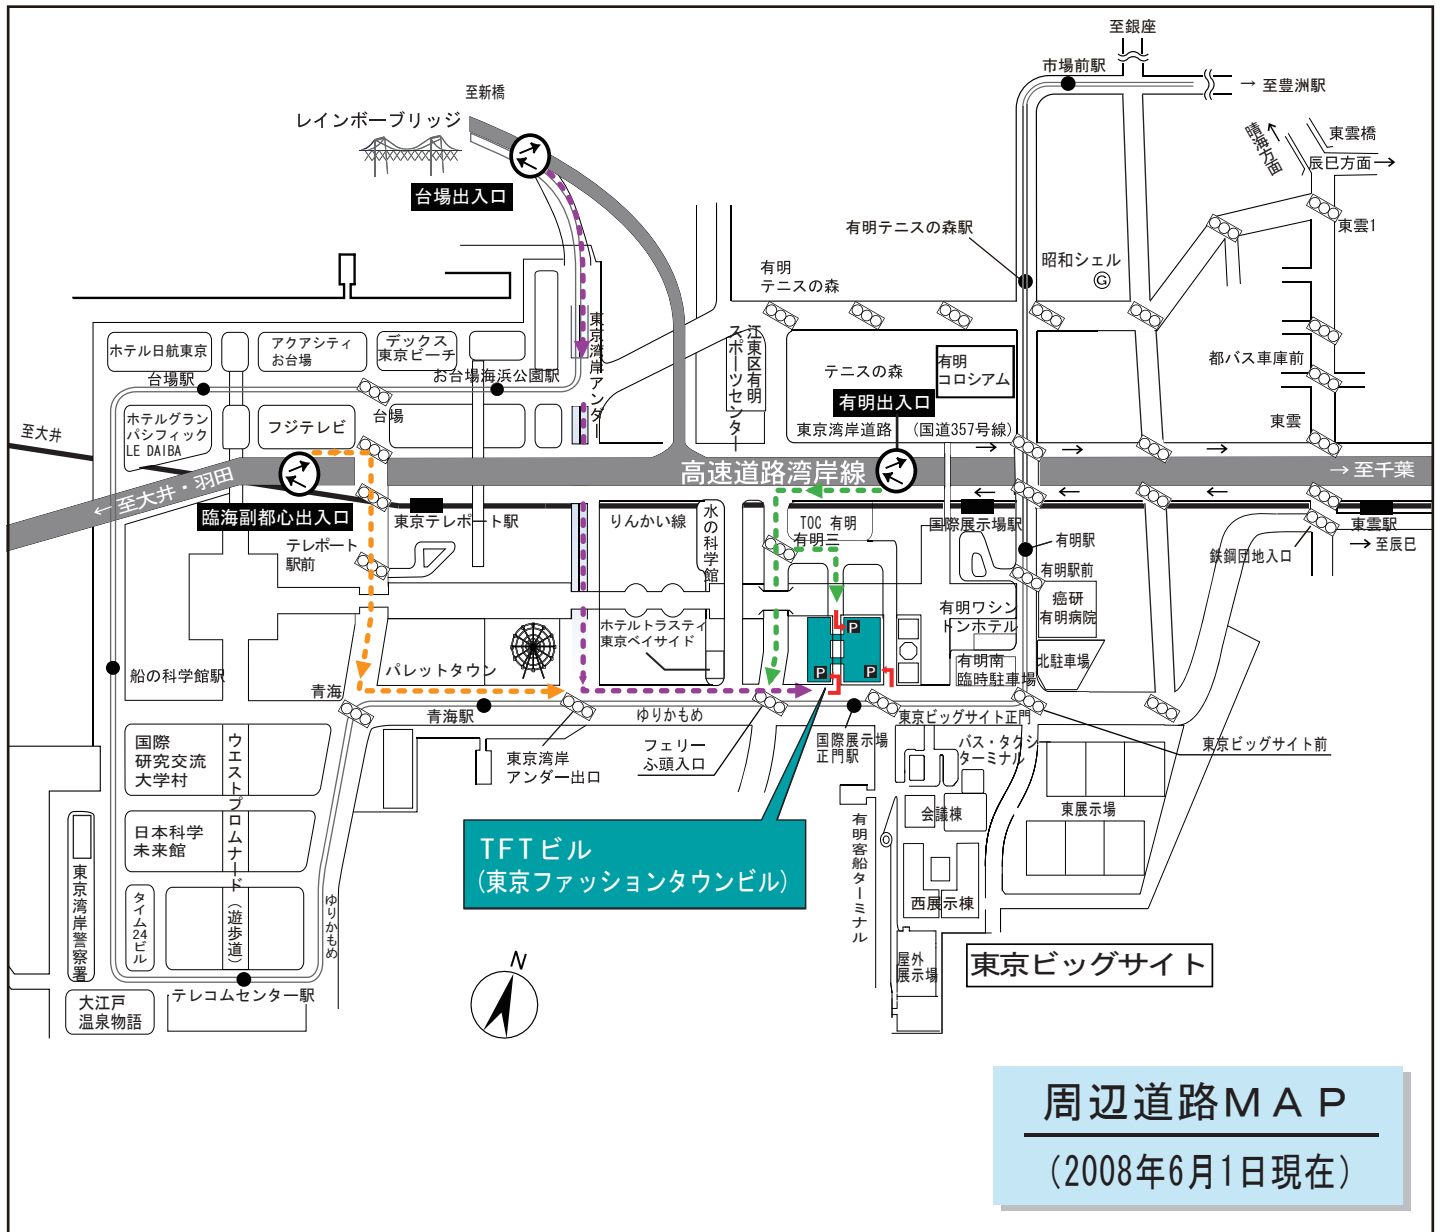 至銀座
市場前駅
→ 至豊洲駅
至新橋
レインボーブリッジ
台場出入口
晴海方面
東雲橋
辰巳方面→
東雲1
有明テニスの森駅
昭和シェル
G
有明
テニスの森
東京湾岸アンダー
江東区有明
スポーツセンター
ホテル日航東京
アクアシティ
お台場
デックス
東京ビーチ
台場駅
お台場海浜公園駅
テニスの森
有明
コロシアム
都バス車庫前
有明出入口
台場
ホテルグラン
パシフィック
LE DAIBA
フジテレビ
東京湾岸道路
(国道357号線)
東雲
至大井
高速道路湾岸線
→至千葉
←至大井・羽田
臨海副都心出入口
東京テレポート駅
りんかい線
水の科学館
TOC 有明
有明三
国際展示場駅
東雲駅
→至辰巳
テレポート
駅前
有明駅
鉄鋼団地入口
有明駅前
癌研
有明病院
有明ワシン
トンホテル
ホテルトラスティ
東京ベイサイド
P
P
P
パレットタウン
船の科学館駅
有明南
臨時駐車場
北駐車場
青海
青海駅
ゆりかもめ
東京ビッグサイト正門
国際展示場
正門駅
バス・タクシー
ターミナル
東京ビッグサイト前
国際
研究交流
大学村
ウエストプロムナード(遊歩道)
東京湾岸
アンダー出口
フェリー
ふ頭入口
日本科学
未来館
会議棟
東展示場
TFTビル
(東京ファッションタウンビル)
有明客船ターミナル
東京湾岸警察署
タイム24ビル
ゆりかもめ
西展示棟
屋外
展示場
東京ビッグサイト
N
テレコムセンター駅
大江戸
温泉物語
周辺道路MAP
(2008年6月1日現在)